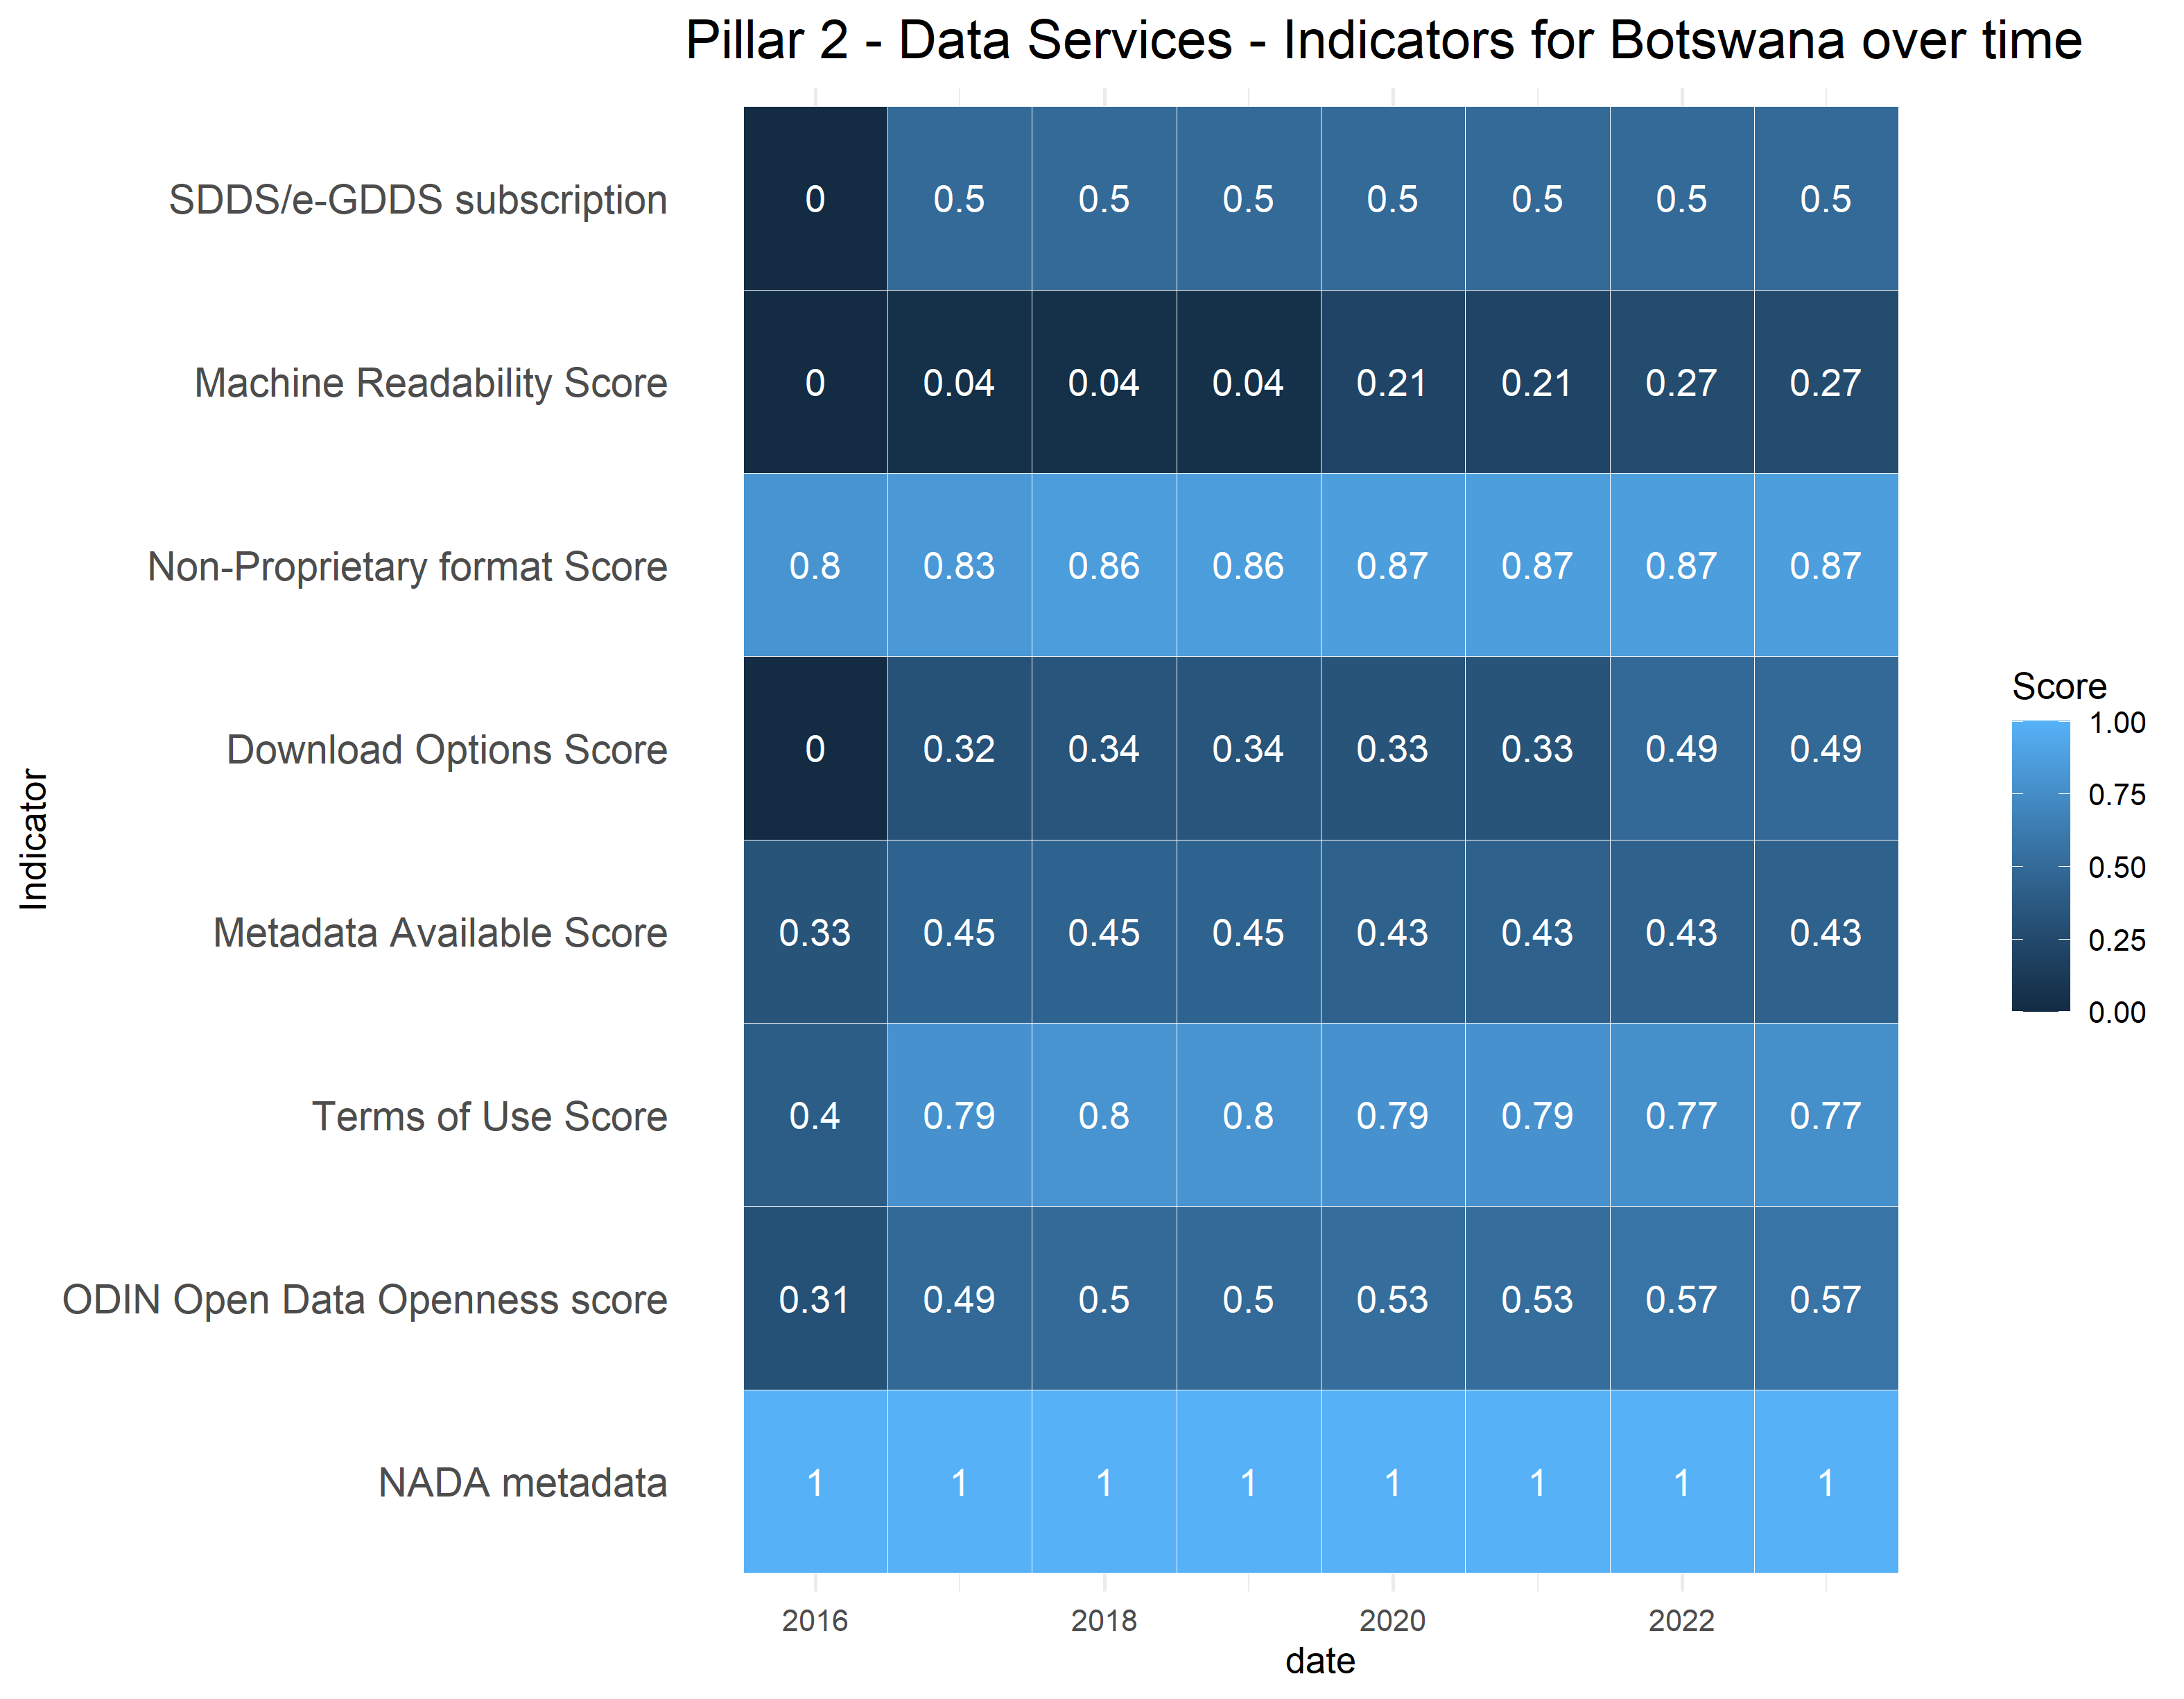 Pillar 2 - Data Services - Indicators for Botswana over time
Indicator
SDDS/e-GDDS subscription 0 0.5 0.5 0.5 0.5 0.5 0.5 0.5
Machine Readability Score 0 0.04 0.04 0.04 0.21 0.21 0.27 0.27
Non-Proprietary format Score 0.8 0.83 0.86 0.86 0.87 0.87 0.87 0.87
Download Options Score 0 0.32 0.34 0.34 0.33 0.33 0.49 0.49
Metadata Available Score 0.33 0.45 0.45 0.45 0.43 0.43 0.43 0.43
Terms of Use Score 0.4 0.79 0.8 0.8 0.79 0.79 0.77 0.77
ODIN Open Data Openness score 0.31 0.49 0.5 0.5 0.53 0.53 0.57 0.57
NADA metadata 1 1 1 1 1 1 1 1
2016 2018 2020 2022
date
Score
1.00
0.75
0.50
0.25
0.00